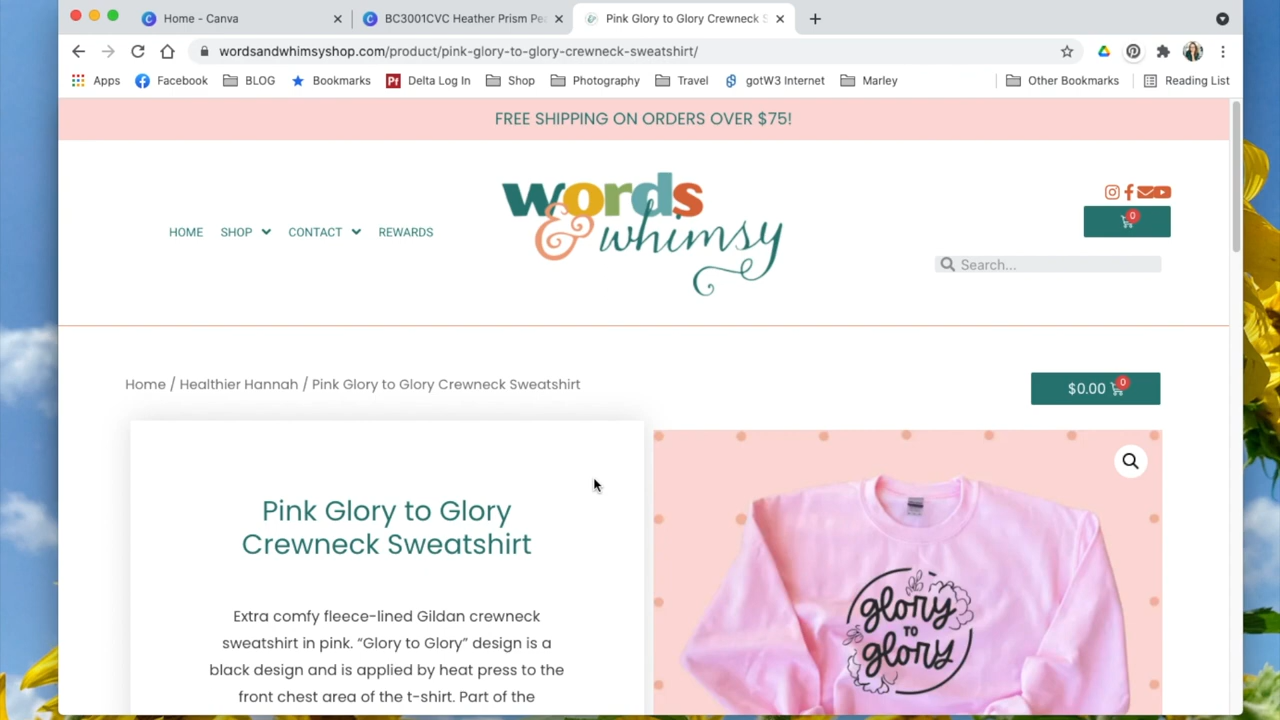 Home - Canva
BC3001CVC Heather Prism Pe
Pink Glory to Glory Crewneck S
wordsandwhimsyshop.com/product/pink-glory-to-glory-crewneck-sweatshirt/
Apps
Facebook
BLOG
Bookmarks
Delta Log In
Shop
Photography
Travel
gotW3 Internet
Marley
Other Bookmarks
Reading List
FREE SHIPPING ON ORDERS OVER $75!
words
& whimsy
0
HOME SHOP CONTACT REWARDS
Search...
Home / Healthier Hannah / Pink Glory to Glory Crewneck Sweatshirt
$0.00 0
Pink Glory to Glory
Crewneck Sweatshirt
Extra comfy fleece-lined Gildan crewneck
sweatshirt in pink. “Glory to Glory” design is a
black design and is applied by heat press to the
front chest area of the t-shirt. Part of the
glory
TO
glory